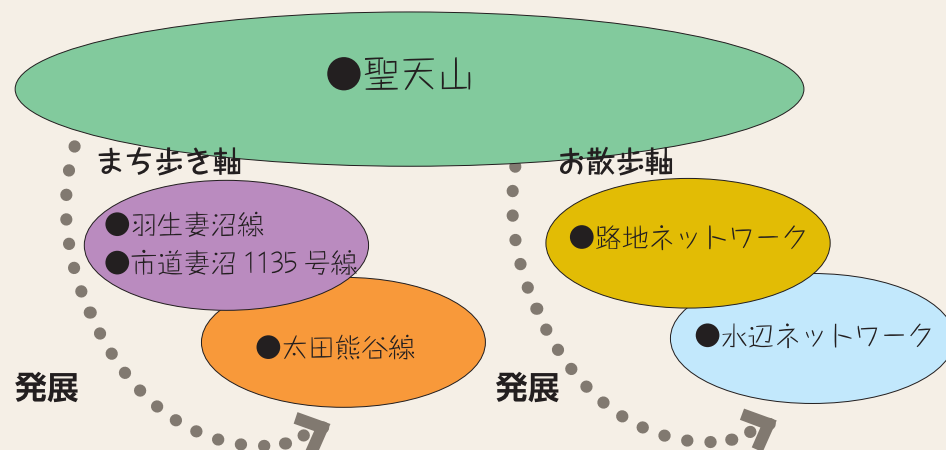 ●聖天山
まち歩き軸
●羽生妻沼線
●市道妻沼 1135 号線
●太田熊谷線
発展
お散歩軸
●路地ネットワーク
●水辺ネットワーク
発展